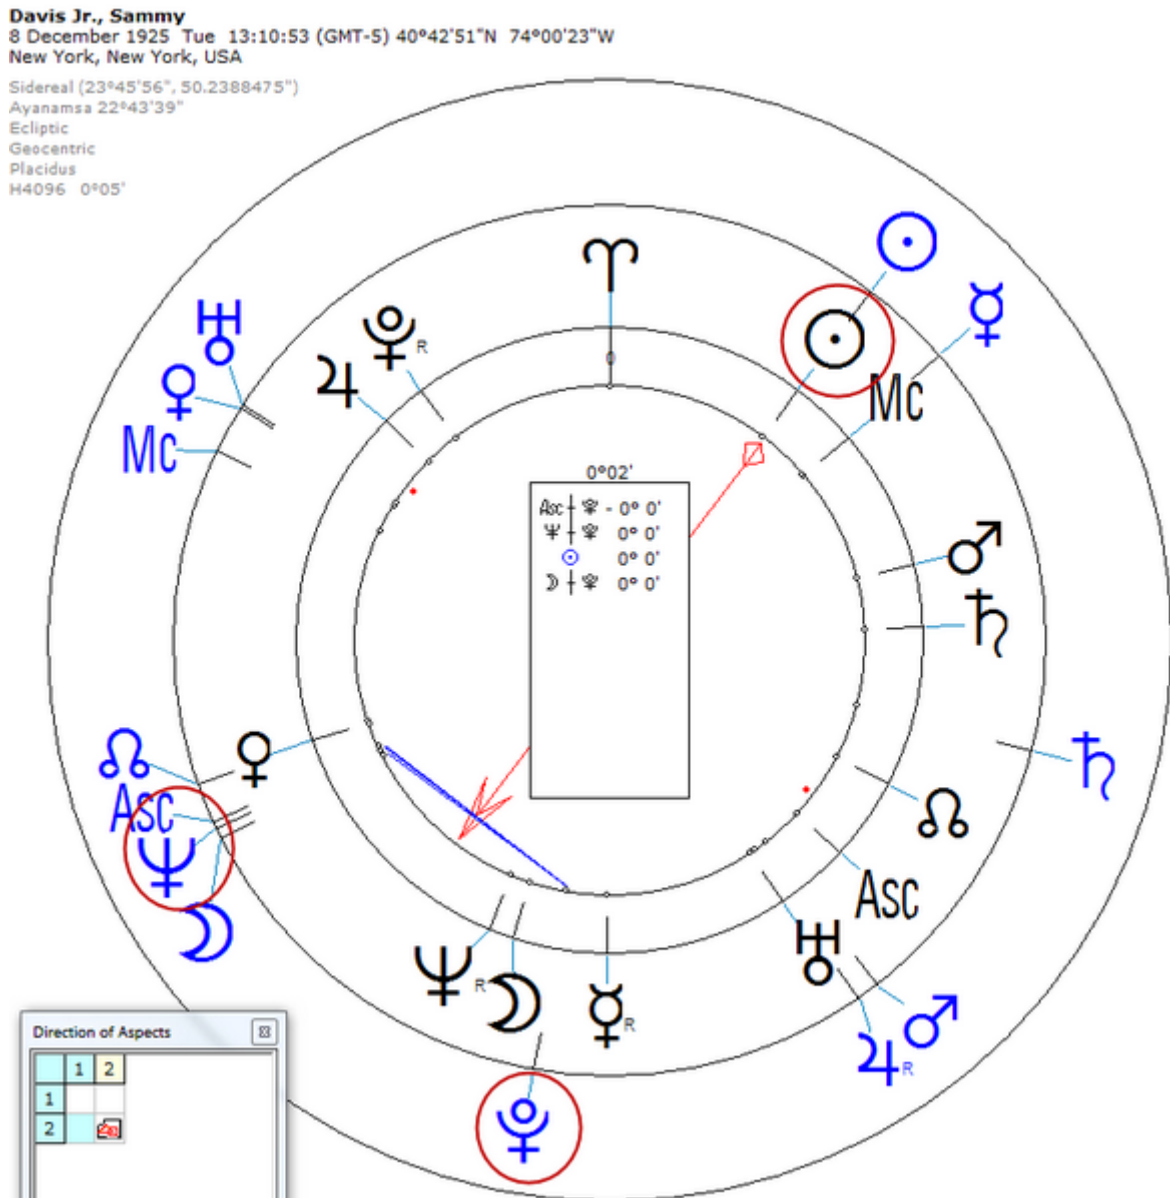 Davis Jr., Sammy
8 December 1925 Tue 13:10:53 (GMT-5) 40°42'51"N 74°00'23"W
New York, New York, USA
Sidereal (23°45'56", 50.2388475")
Ayanamsa 22°43'39"
Ecliptic
Geocentric
Placidus
H4096 0°05'
♈
☉
☉
☿
♅
♇ R
♃
♀
Mc
Mc
0
0°02'
Asc ♇ - 0° 0'
♆ ♇ 0° 0'
☉ 0° 0'
☽ ♇ 0° 0'
♂
♄
♄
☊
♀
Asc
♆
☽
☊
Asc
♅
♆ R
☽
☿ R
♂
♃ R
♇
Direction of Aspects
1 2
1
2